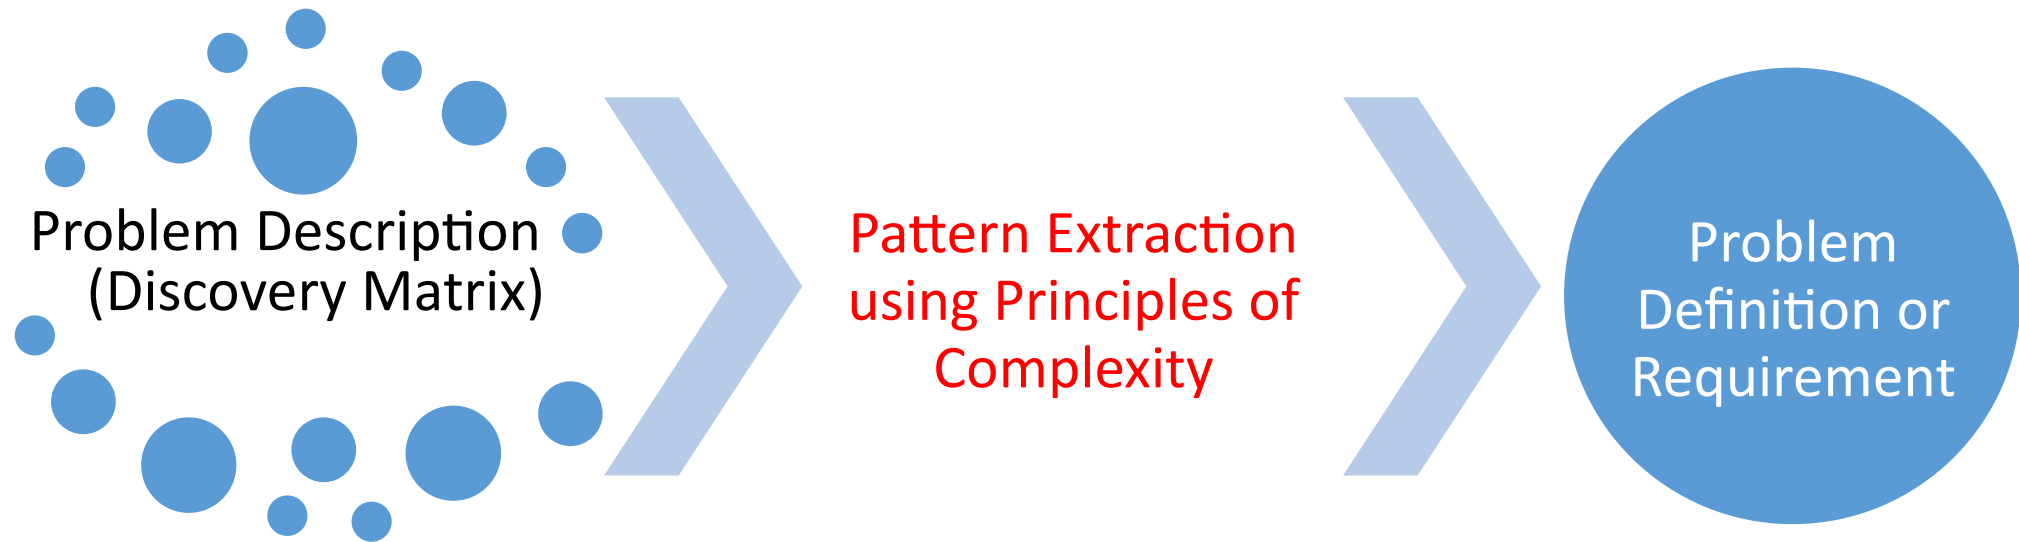 Problem Description
(Discovery Matrix)
Pattern Extraction
using Principles of
Complexity
Problem
Definition or
Requirement